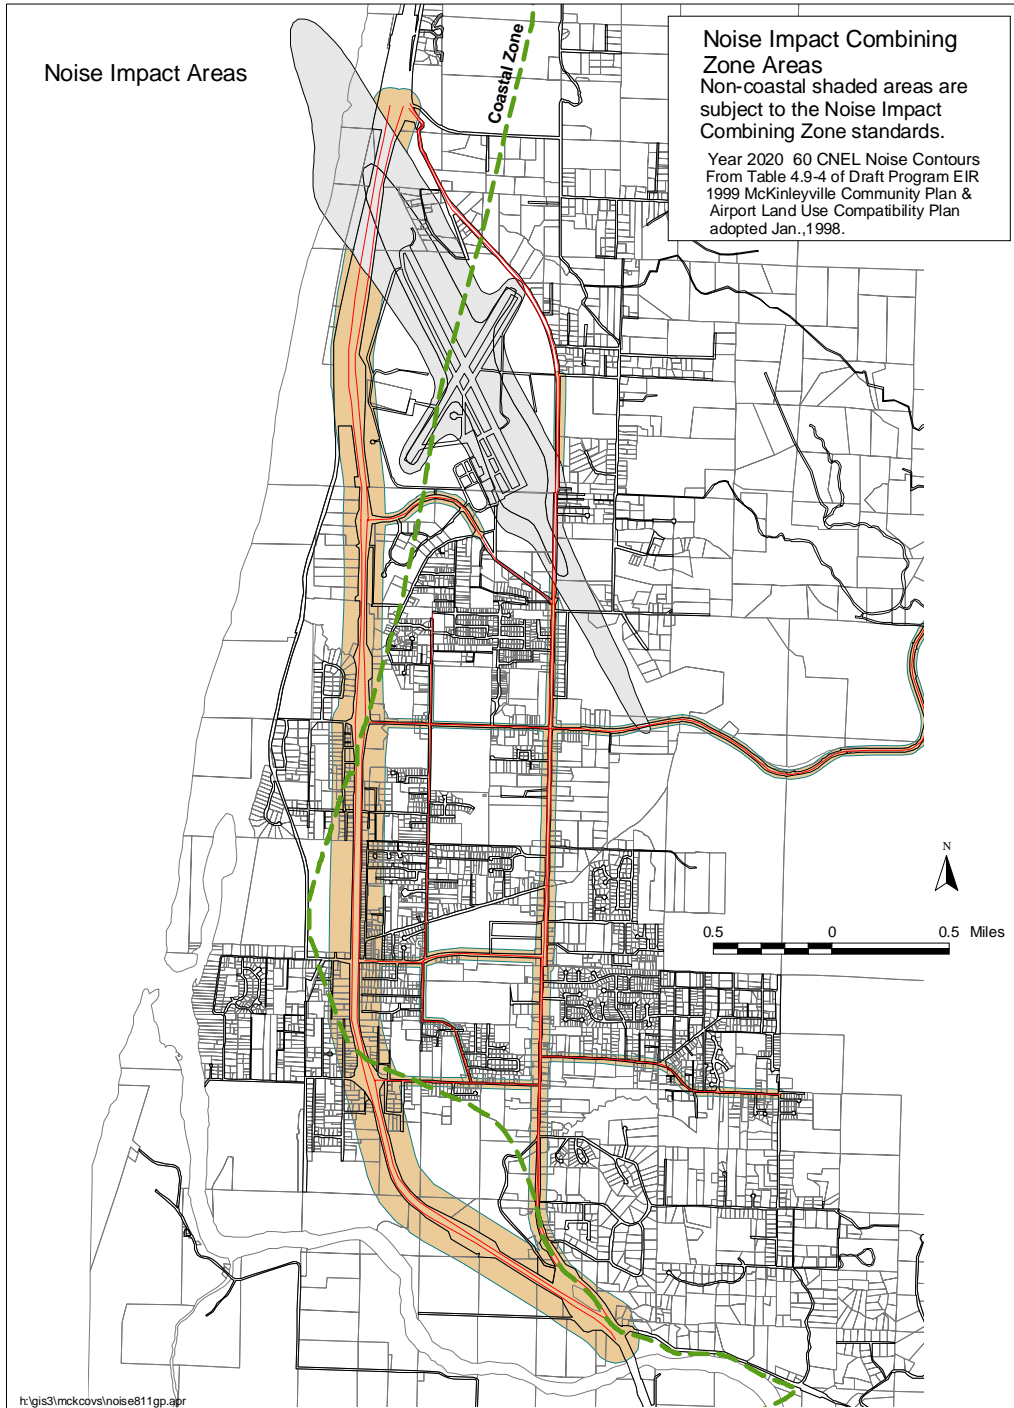 Noise Impact Areas
Coastal Zone
Noise Impact Combining
Zone Areas
Non-coastal shaded areas are
subject to the Noise Impact
Combining Zone standards.
Year 2020 60 CNEL Noise Contours
From Table 4.9-4 of Draft Program EIR
1999 McKinleyville Community Plan &
Airport Land Use Compatibility Plan
adopted Jan.,1998.
N
0.5 0 0.5 Miles
h:\gis3\mckcovs\noise811gp.apr